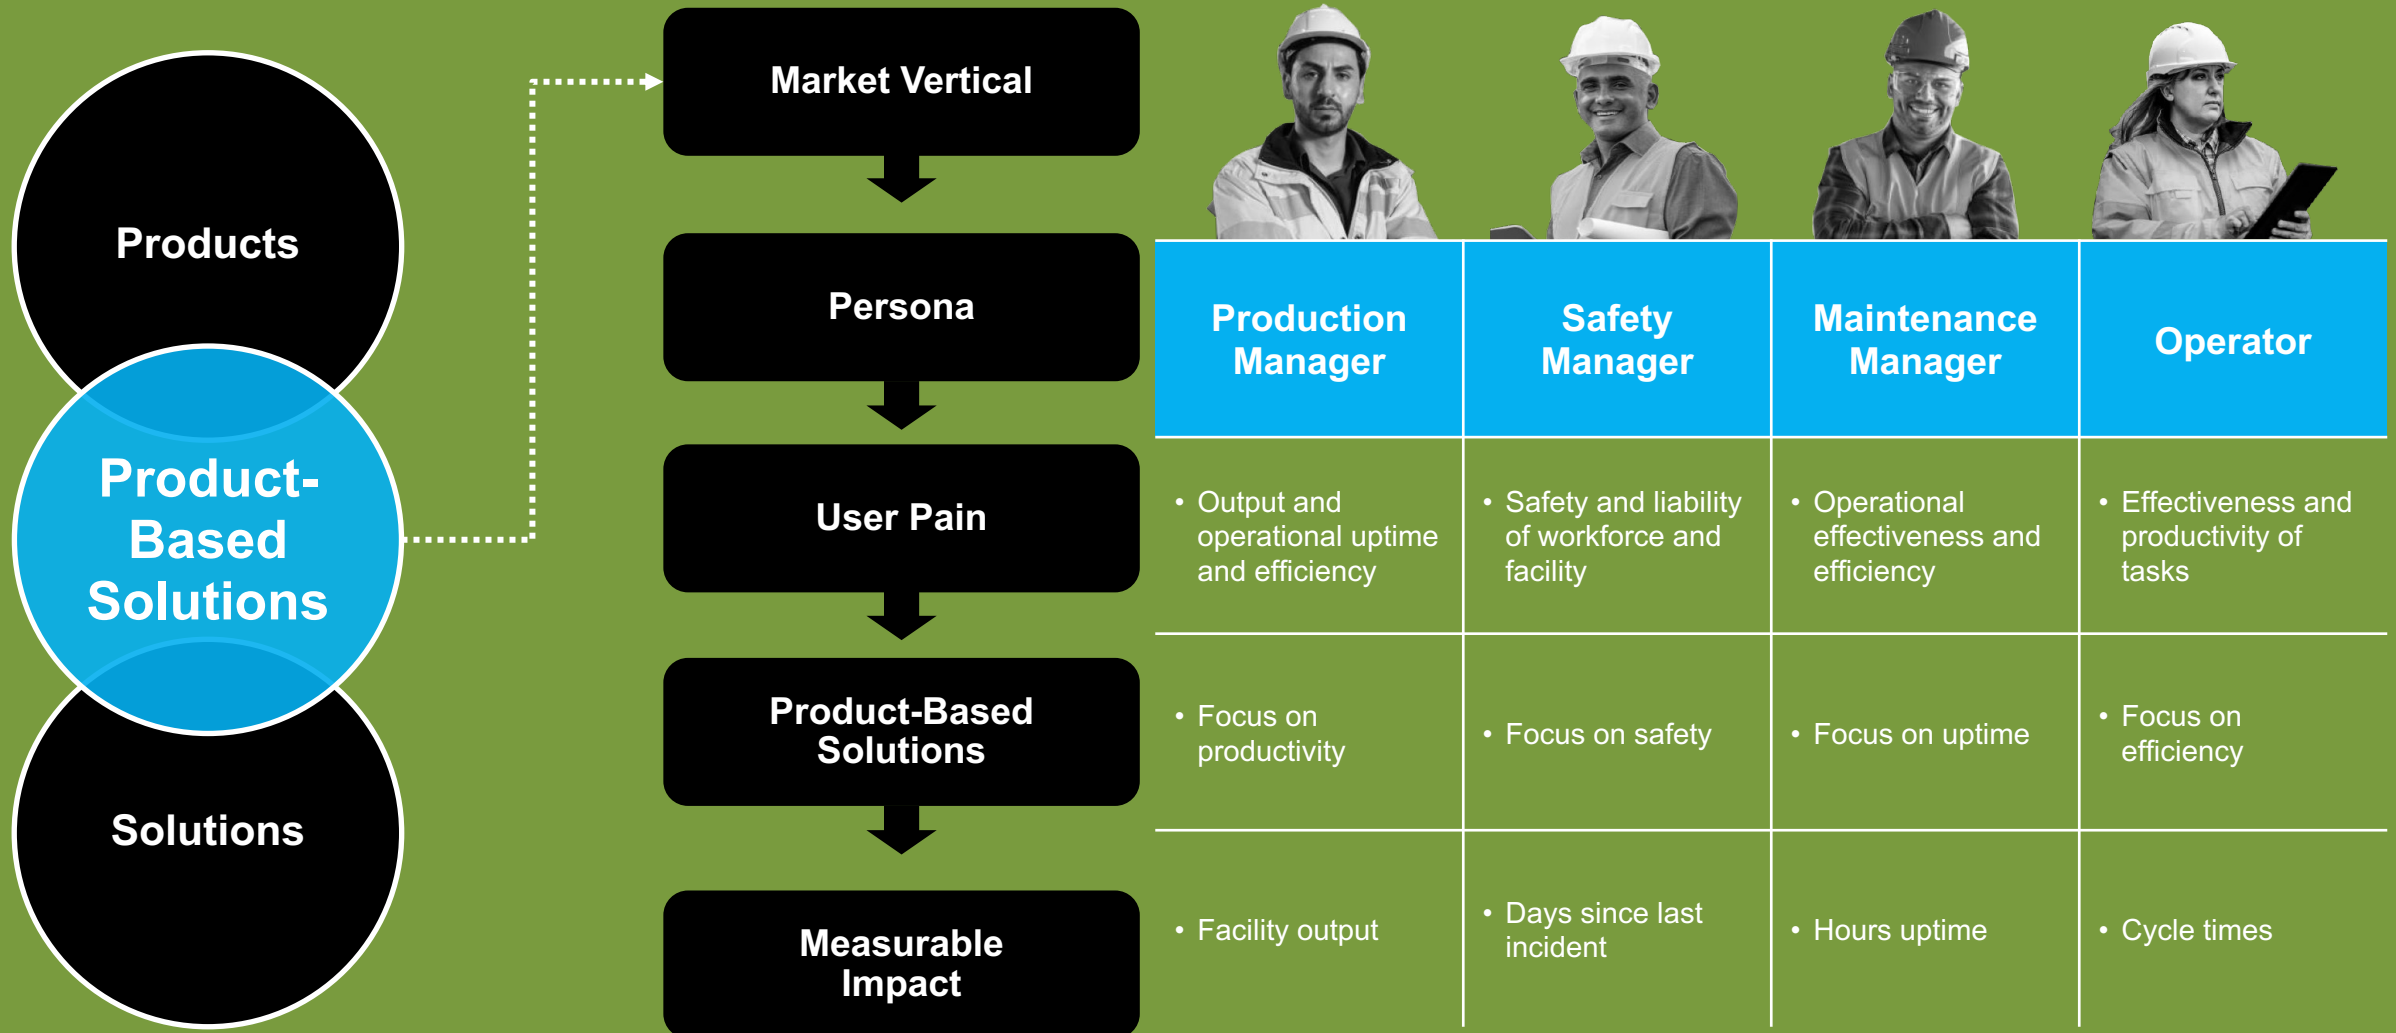 Products
Product-
Based
Solutions
Solutions
Market Vertical
Persona
User Pain
Product-Based
Solutions
Measurable
Impact
Production
Manager
Safety
Manager
Maintenance
Manager
Operator
• Output and
operational uptime
and efficiency
• Safety and liability
of workforce and
facility
• Operational
effectiveness and
efficiency
• Effectiveness and
productivity of
tasks
• Focus on
productivity
• Focus on safety
• Focus on uptime
• Focus on
efficiency
• Facility output
• Days since last
incident
• Hours uptime
• Cycle times